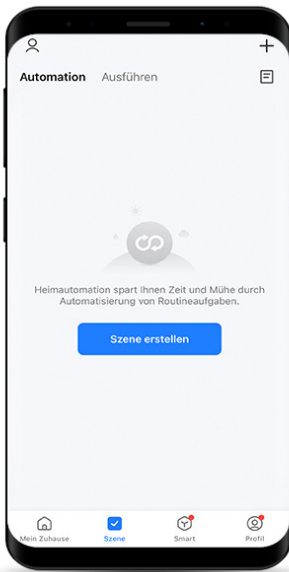 Automation Ausführen
Heimautomation spart Ihnen Zeit und Mühe durch
Automatisierung von Routineaufgaben.
Szene erstellen
Mein Zuhause Szene Smart Profil